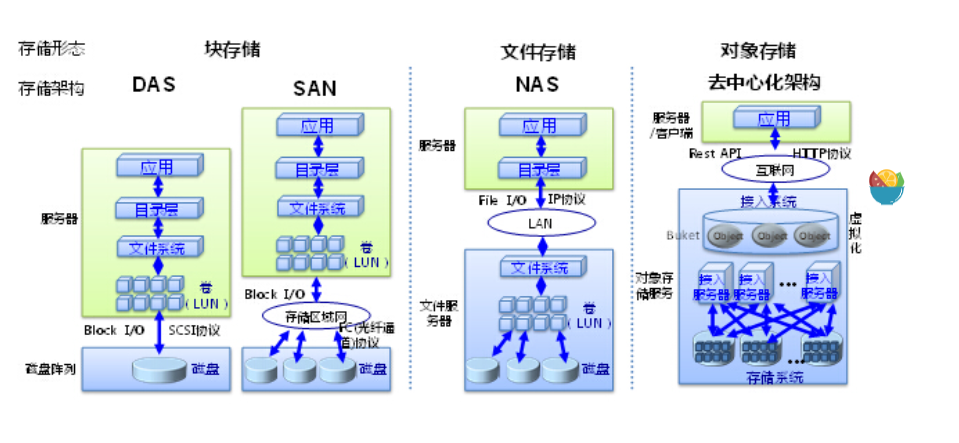 存储形态
块存储
文件存储
对象存储
存储架构
DAS
SAN
NAS
去中心化架构
服务器
应用
目录层
文件系统
卷
(LUN)
Block I/O
SCSI协议
磁盘阵列
磁盘
应用
目录层
文件系统
卷
(LUN)
Block I/O
存储区域网
FC(光纤通
道)协议
磁盘
服务器
应用
目录层
File I/O
IP协议
LAN
文件服
务器
文件系统
卷
(LUN)
磁盘
服务器
/客户端
应用
Rest API
HTTP协议
互联网
接入系统
Buket
Object
Object
Object
虚
拟
化
对象存
储服务
接入
服务器
接入
服务器
...
接入
服务器
...
存储系统